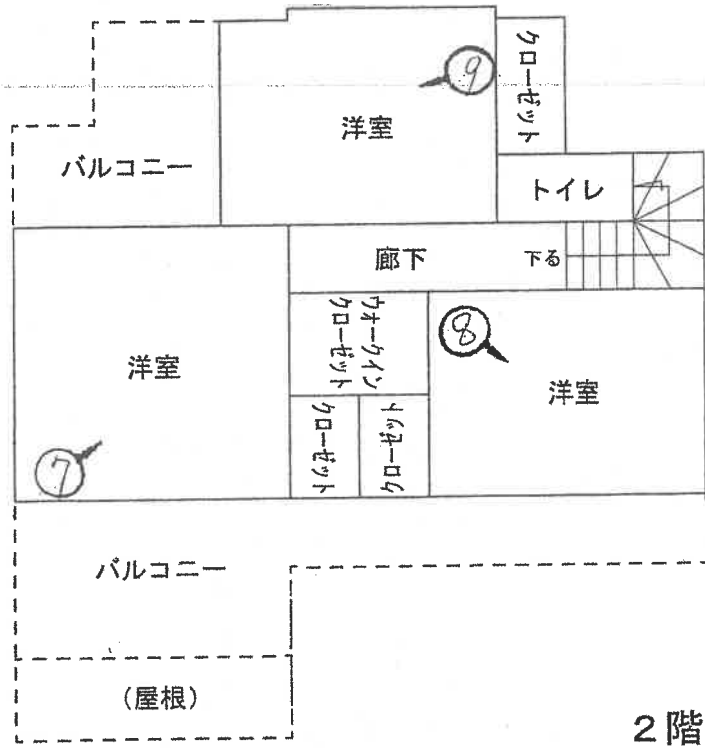 9
クローゼット
洋室
バルコニー
トイレ
廊下
下る
ウォークイン
クローゼット
8
洋室
洋室
クローゼット
クローゼット
7
バルコニー
(屋根)
2階